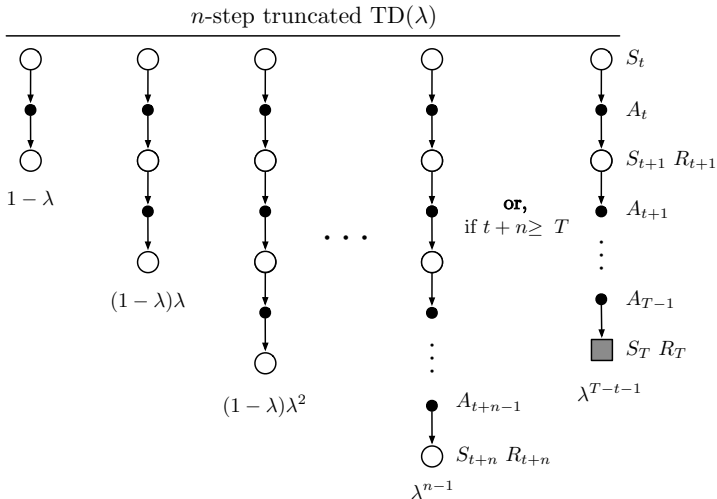 n-step truncated TD(λ)
S_t
A_t
S_{t+1} R_{t+1}
1 − λ
or,
A_{t+1}
if t + n ≥ T
. . .
(1 − λ)λ
A_{T−1}
S_T R_T
λ^{T−t−1}
(1 − λ)λ^2
A_{t+n−1}
S_{t+n} R_{t+n}
λ^{n−1}